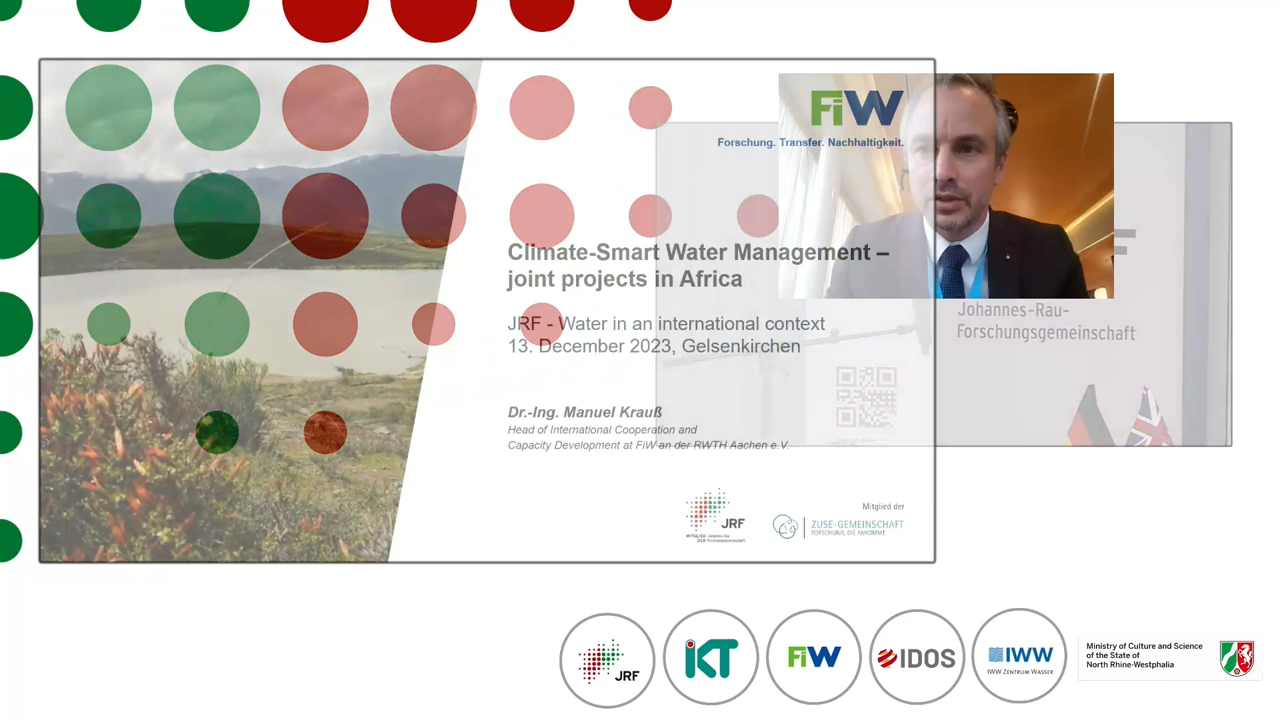 FiW
Forschung. Transfer. Nachhaltigkeit.
Climate-Smart Water Management –
joint projects in Africa
JRF - Water in an international context
13. December 2023, Gelsenkirchen
Johannes-Rau-
Forschungsgemeinschaft
Dr.-Ing. Manuel Krauß
Head of International Cooperation and
Capacity Development at FiW an der RWTH Aachen e.V.
JRF
Mitglied der
ZUSE-GEMEINSCHAFT
FORSCHUNG, DIE ANKOMMT
JRF
iKT
FiW
IDOS
IWW
IWW ZENTRUM WASSER
Ministry of Culture and Science
of the State of
North Rhine-Westphalia